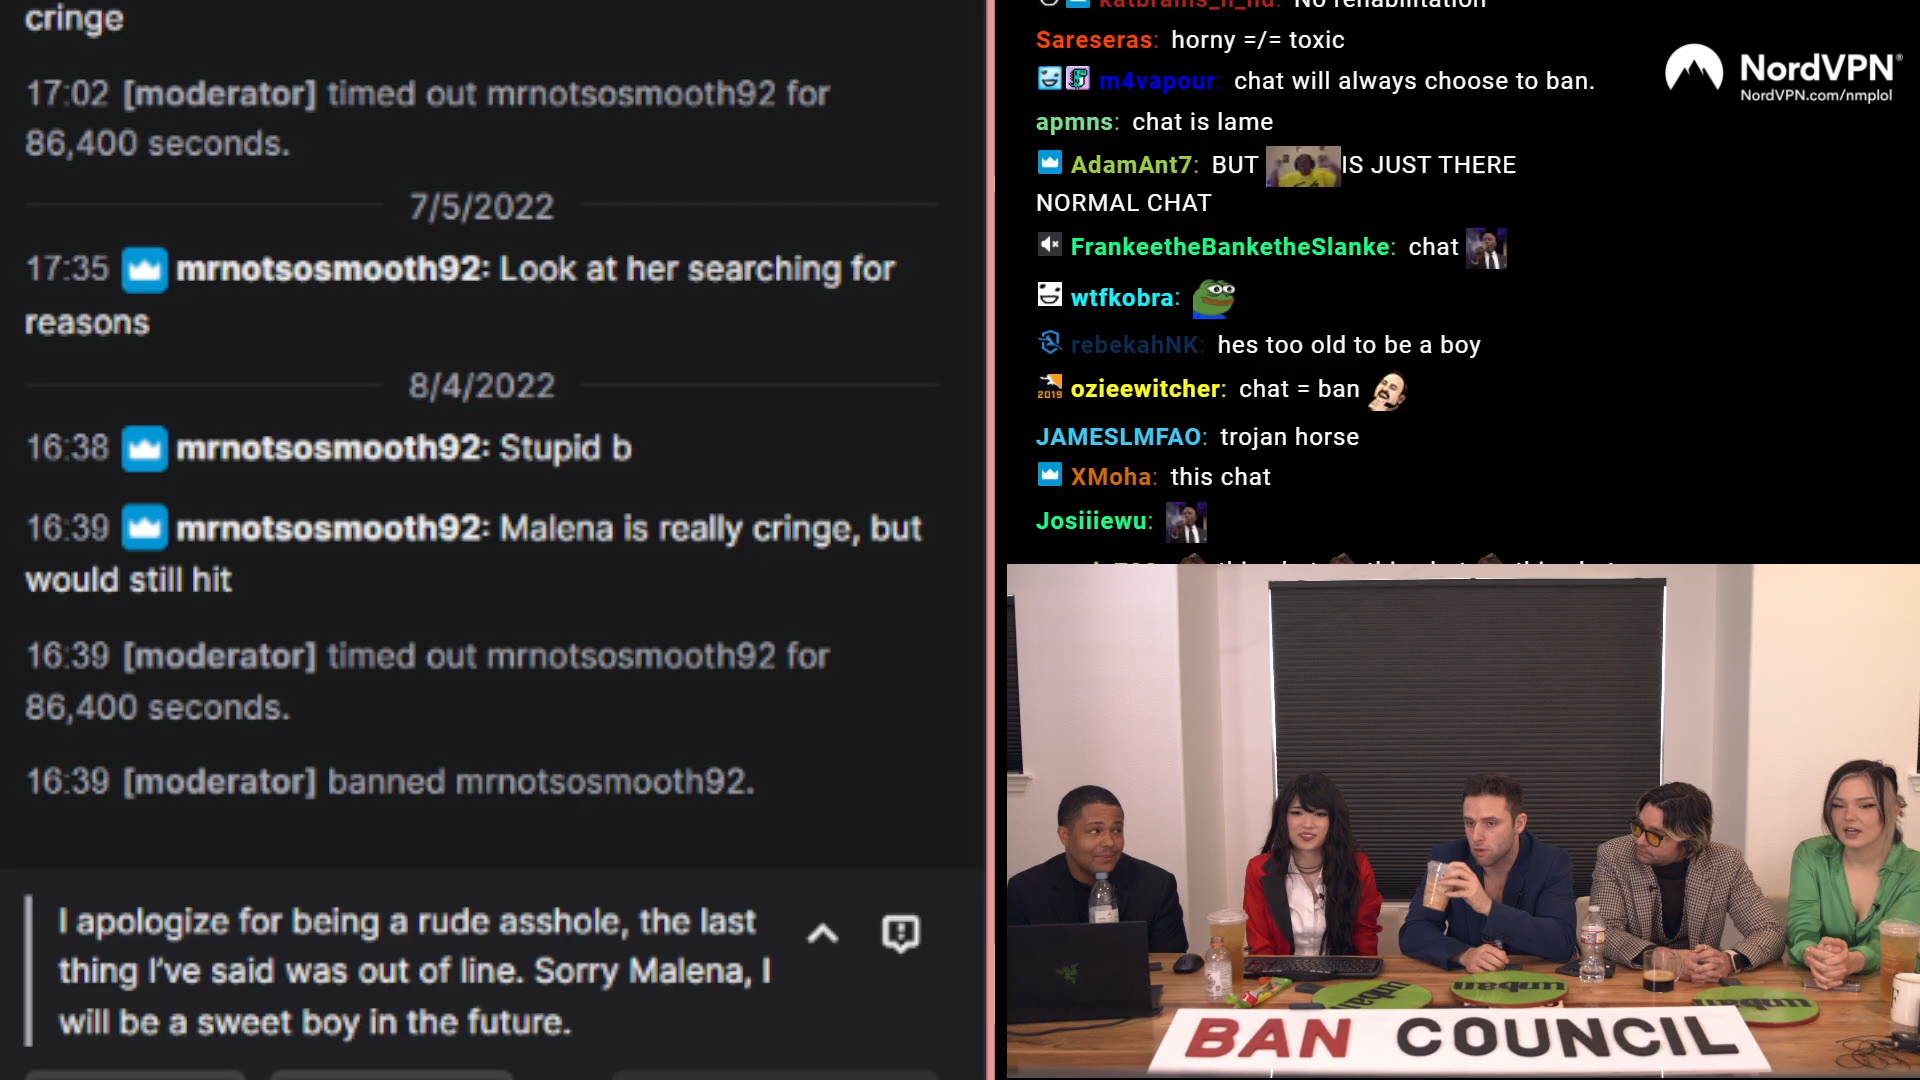 cringe
17:02 [moderator] timed out mrnotsosmooth92 for
86,400 seconds.
7/5/2022
17:35 mrnotsosmooth92: Look at her searching for
reasons
8/4/2022
16:38 mrnotsosmooth92: Stupid b
16:39 mrnotsosmooth92: Malena is really cringe, but
would still hit
16:39 [moderator] timed out mrnotsosmooth92 for
86,400 seconds.
16:39 [moderator] banned mrnotsosmooth92.
I apologize for being a rude asshole, the last
thing I've said was out of line. Sorry Malena, I
will be a sweet boy in the future.
No rehabilitation
Sareseras: horny =/= toxic
m4vapour: chat will always choose to ban.
apmns: chat is lame
AdamAnt7: BUT IS JUST THERE
NORMAL CHAT
FrankeetheBanketheSlanke: chat
wtfkobra:
rebekahNK: hes too old to be a boy
2019 ozieewitcher: chat = ban
JAMESLMFAO: trojan horse
XMoha: this chat
Josiiiewu:
NordVPN®
NordVPN.com/nmplol
unban
unban
unban
BAN COUNCIL